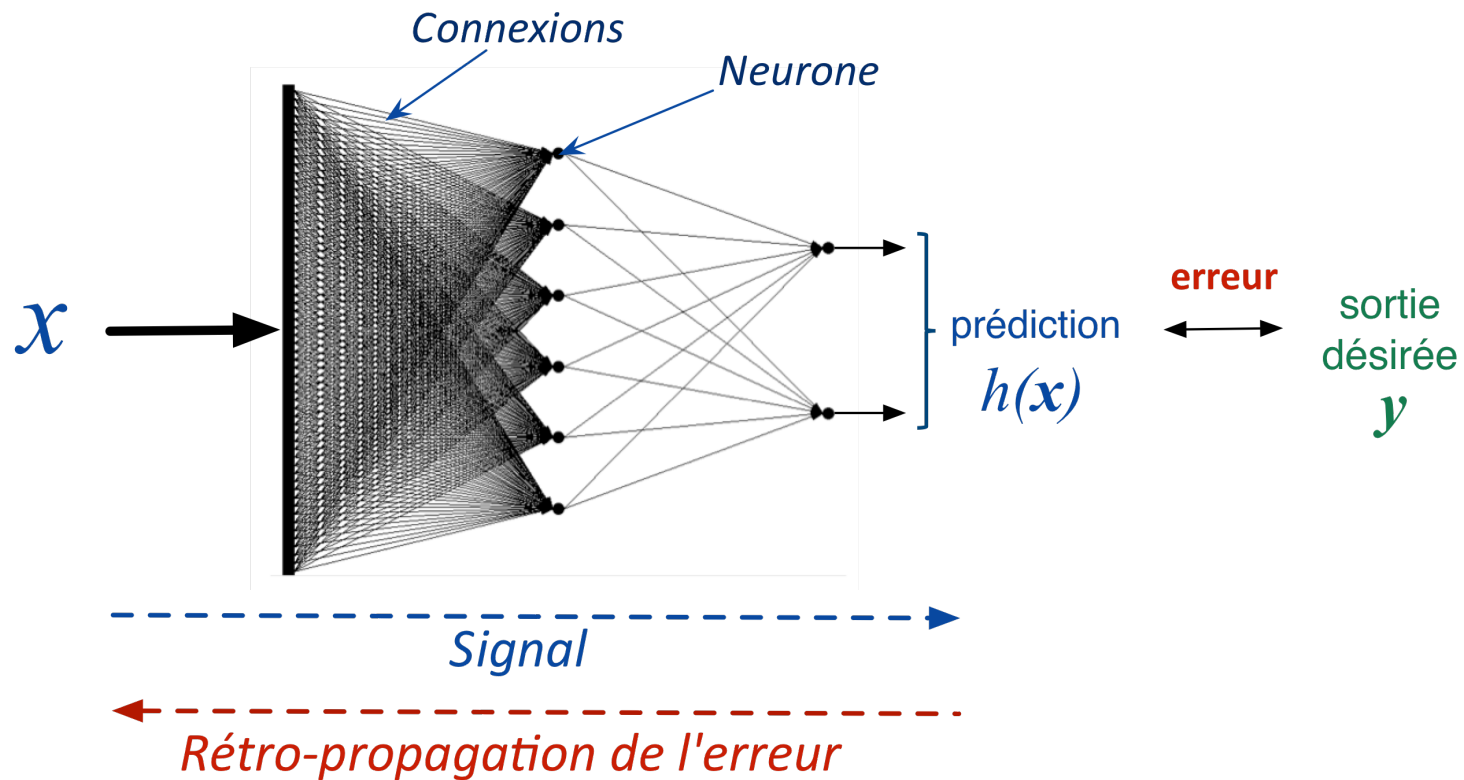 Connexions
Neurone
x
prédiction
h(x)
erreur
sortie
désirée
y
Signal
Rétro-propagation de l'erreur